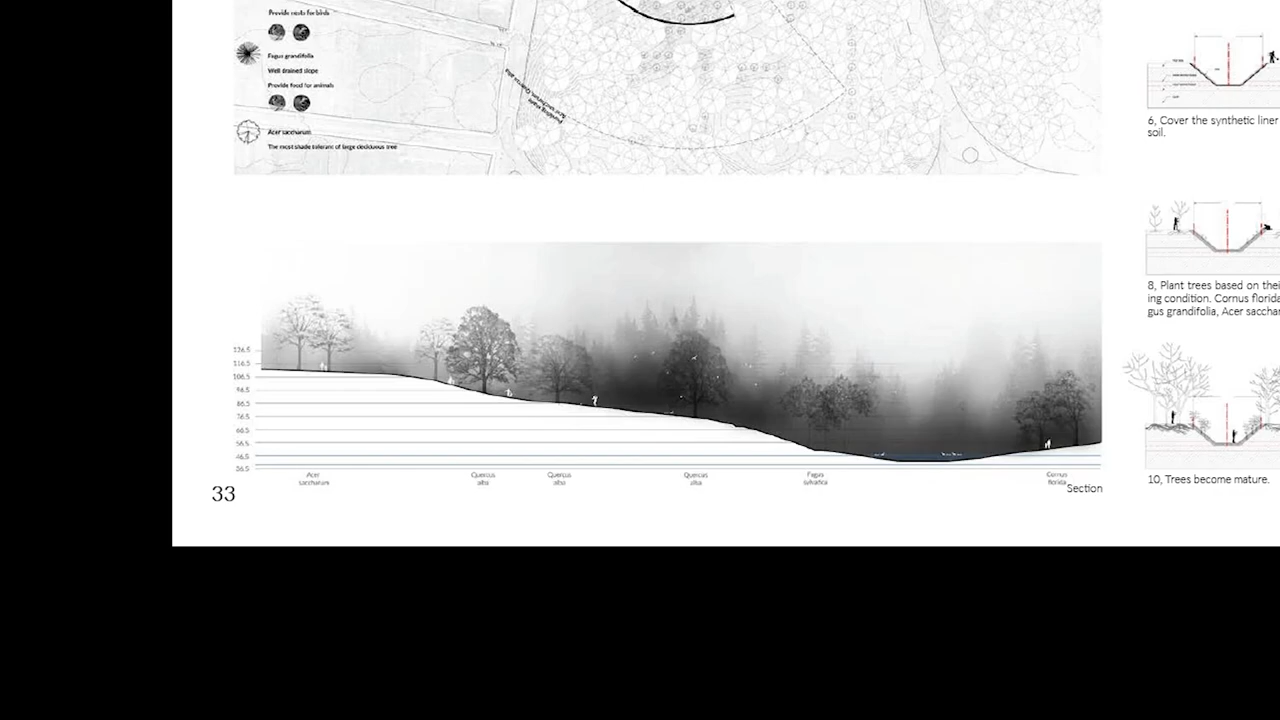 Provide nests for birds
Fagus grandifolia
Well drained slope
Provide food for animals
Acer saccharum
The most shade tolerant of large deciduous tree
126.5
116.5
106.5
96.5
86.5
76.5
66.5
56.5
46.5
36.5
Acer
saccharum
Quercus
alba
Quercus
alba
Quercus
alba
Fagus
Cornus
florida
Section
33
6, Cover the synthetic liner
soil.
8, Plant trees based on thei
ing condition. Cornus florida
gus grandifolia, Acer saccha
10, Trees become mature.